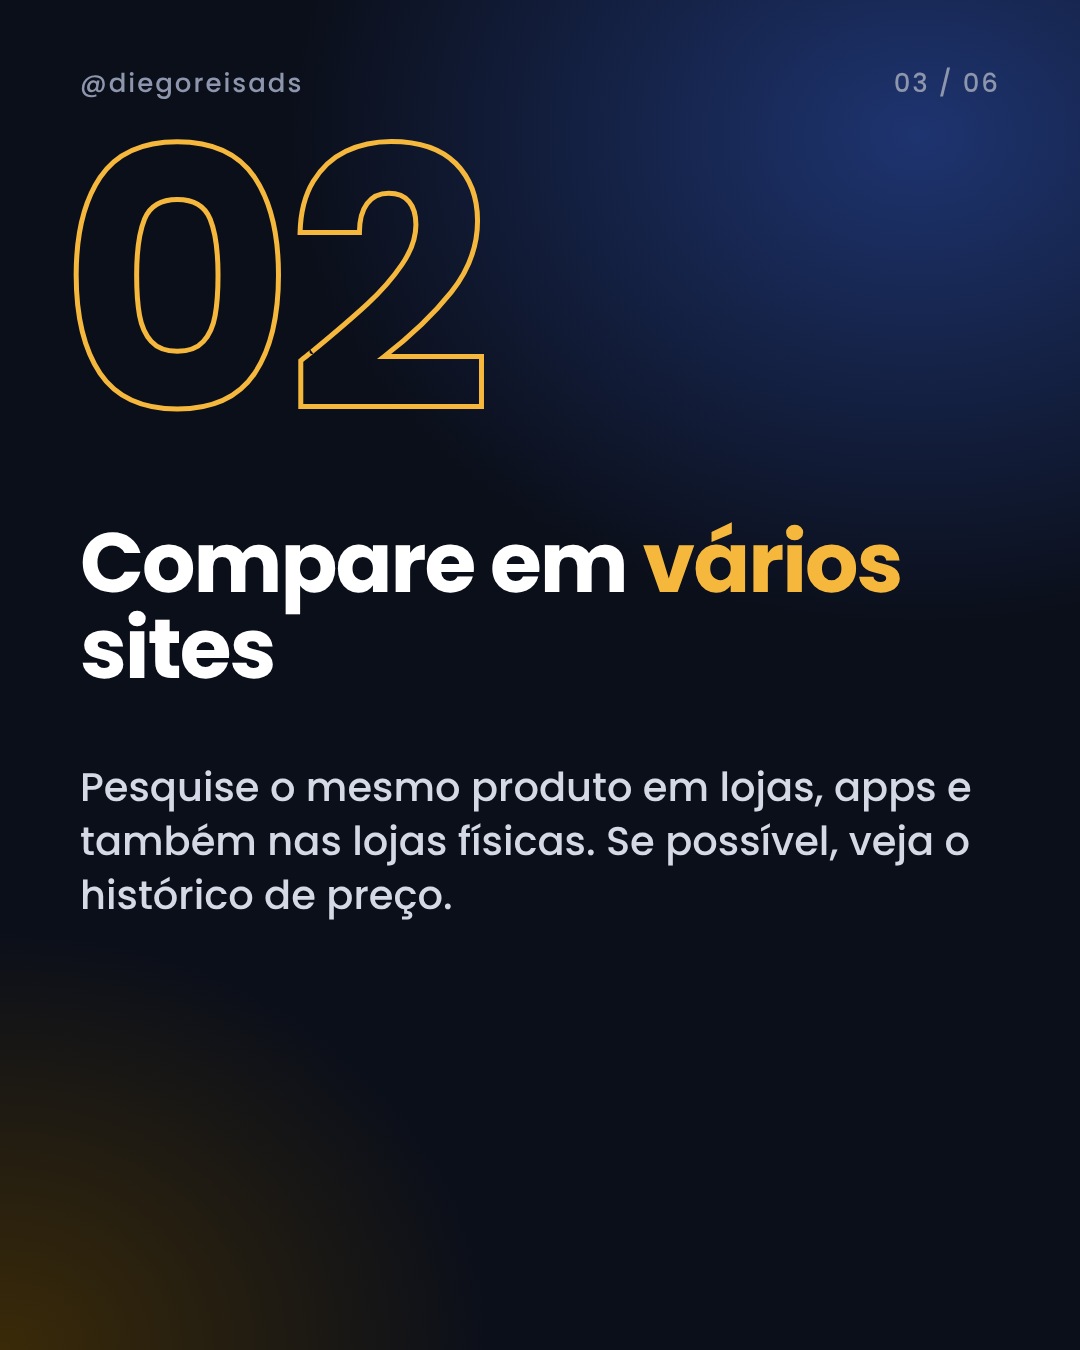 @diegoreisads
03 / 06
02
Compare em vários
sites
Pesquise o mesmo produto em lojas, apps e
também nas lojas físicas. Se possível, veja o
histórico de preço.